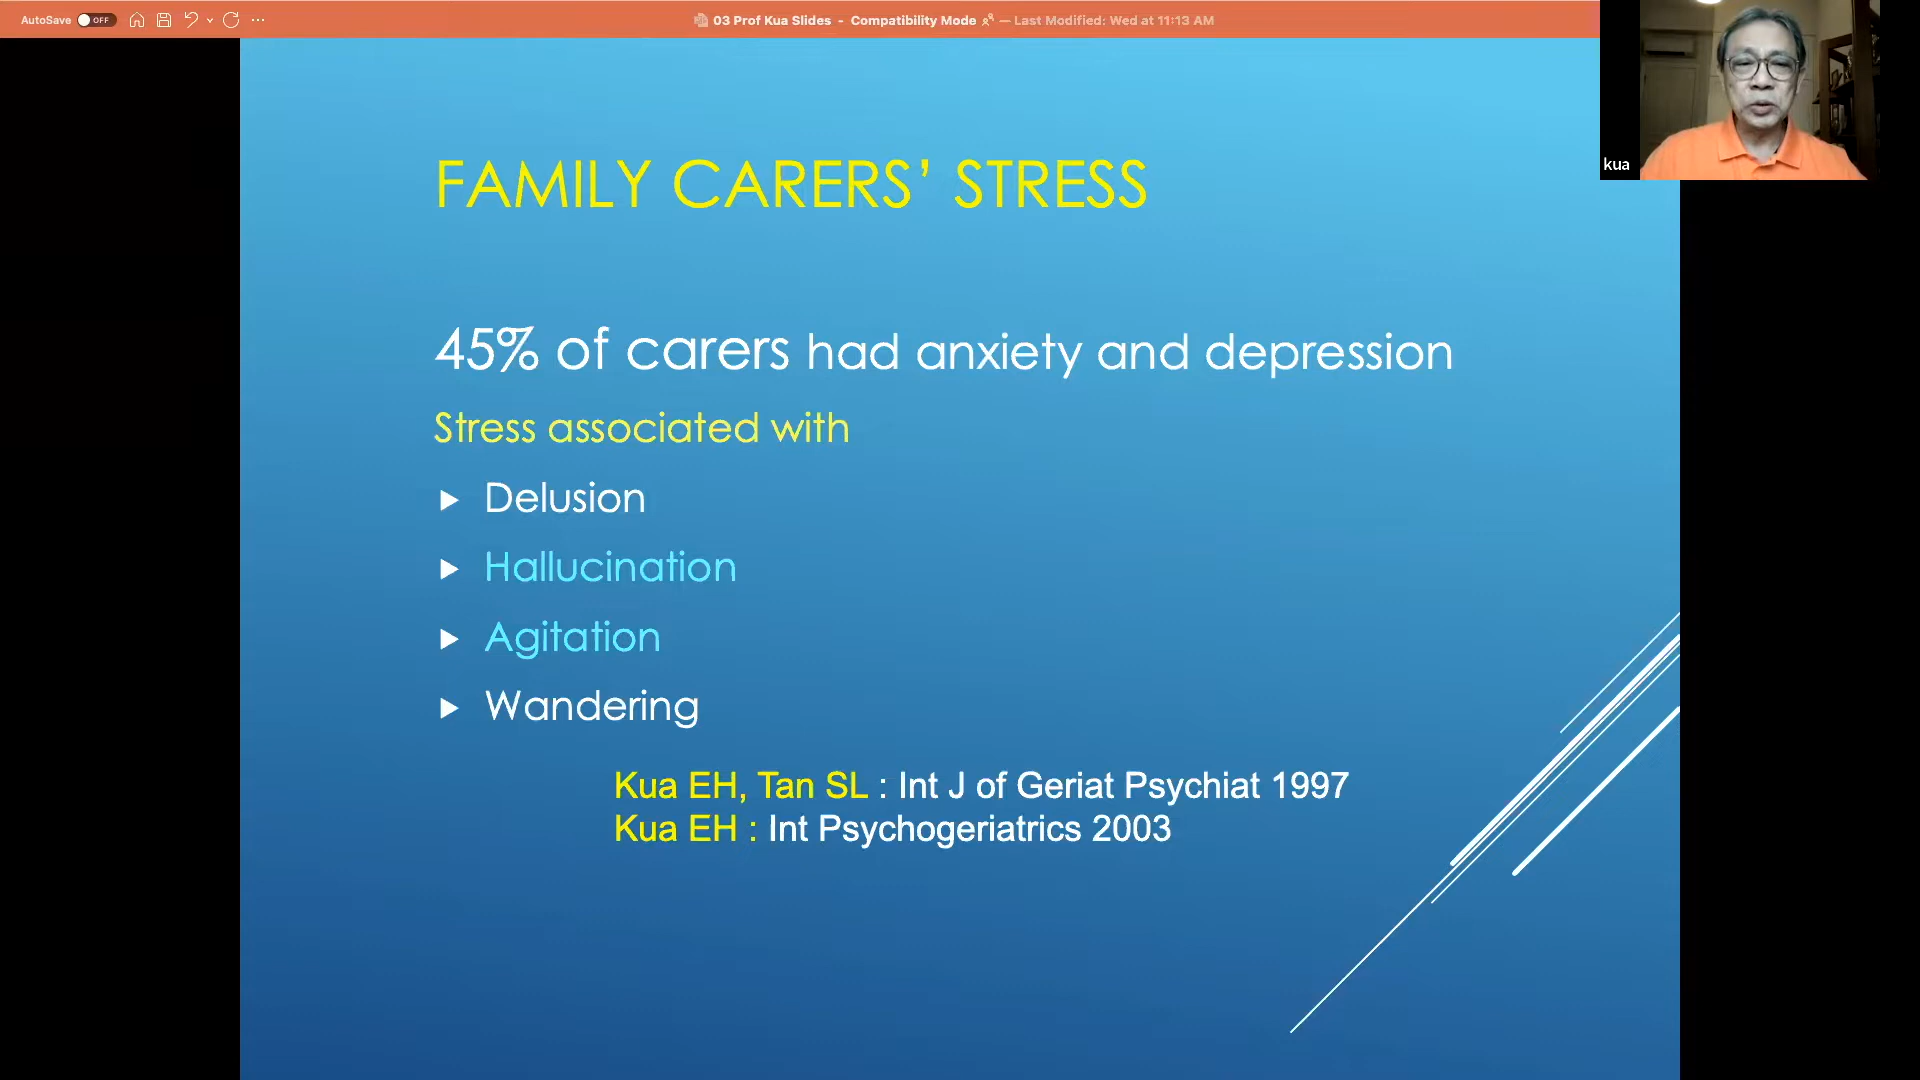 AutoSave OFF ...
03 Prof Kua Slides - Compatibility Mode — Last Modified: Wed at 11:13 AM
kua
FAMILY CARERS’ STRESS
45% of carers had anxiety and depression
Stress associated with
Delusion
Hallucination
Agitation
Wandering
Kua EH, Tan SL : Int J of Geriat Psychiat 1997
Kua EH : Int Psychogeriatrics 2003